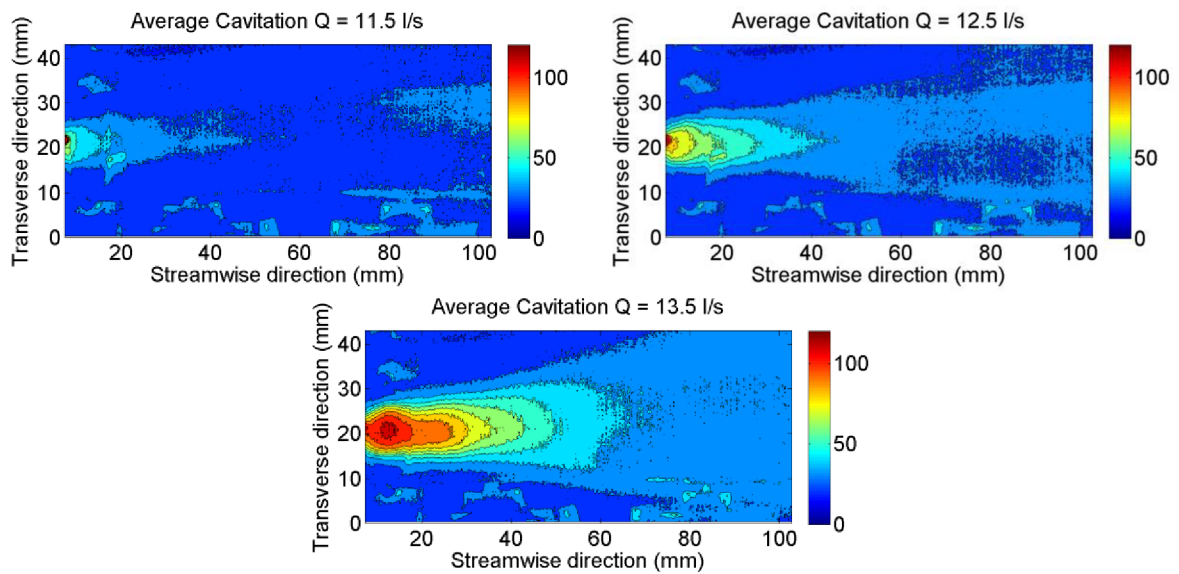 Average Cavitation Q = 11.5 l/s
Transverse direction (mm)
40
30
20
10
0
20 40 60 80 100
Streamwise direction (mm)
100
50
0
Average Cavitation Q = 12.5 l/s
Transverse direction (mm)
40
30
20
10
0
20 40 60 80 100
Streamwise direction (mm)
100
50
0
Average Cavitation Q = 13.5 l/s
Transverse direction (mm)
40
30
20
10
0
20 40 60 80 100
Streamwise direction (mm)
100
50
0